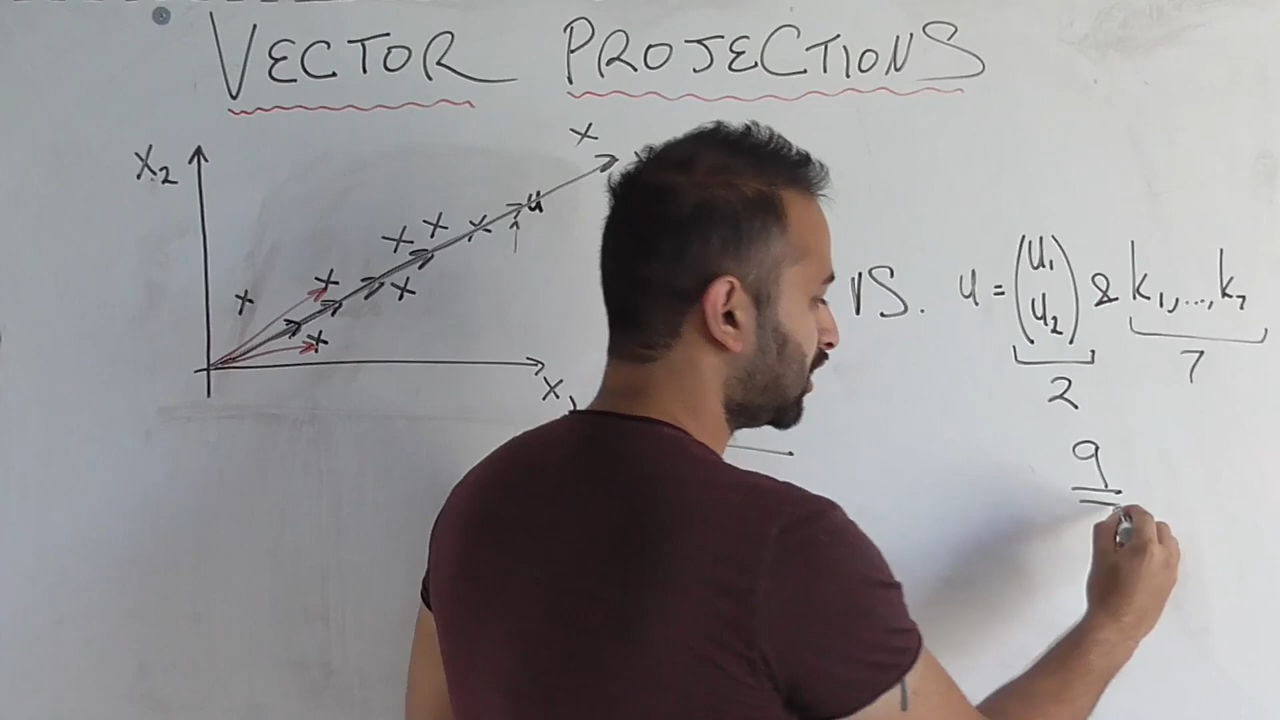 VECTOR PROJECTIONS
X₂
X X
X X X X X X X u
X₁
VS. u = (u₁ u₂) & k₁,...,k₇
2 7
9